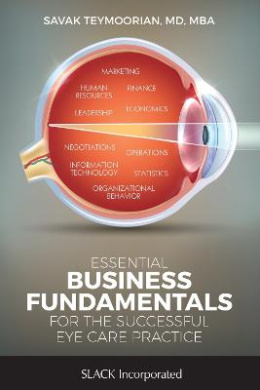 SAVAK TEYMOORIAN, MD, MBA
MARKETING
HUMAN RESOURCES
FINANCE
LEADERSHIP
ECONOMICS
NEGOTIATIONS
OPERATIONS
INFORMATION TECHNOLOGY
STATISTICS
ORGANIZATIONAL BEHAVIOR
ESSENTIAL
BUSINESS
FUNDAMENTALS
FOR THE SUCCESSFUL
EYE CARE PRACTICE
SLACK Incorporated